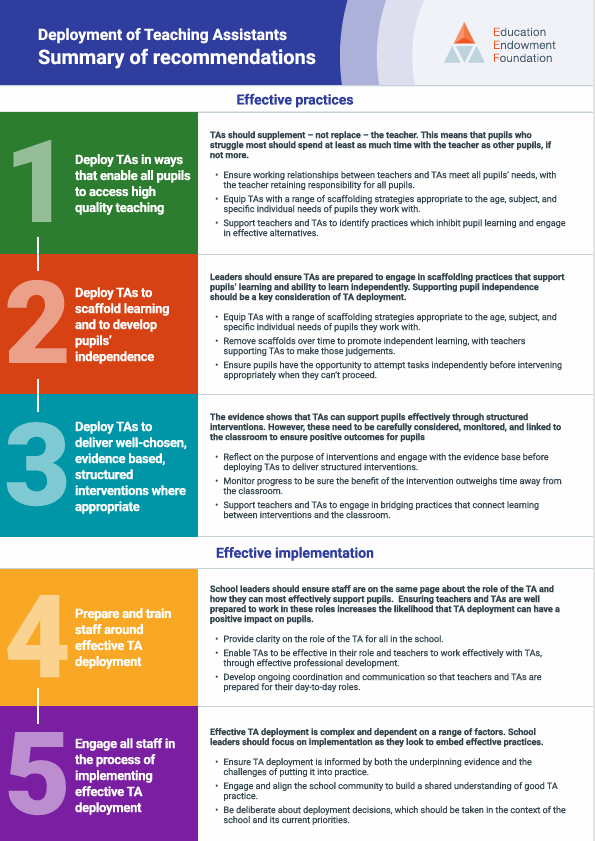 Deployment of Teaching Assistants
Summary of recommendations
Education
Endowment
Foundation
Effective practices
1
Deploy TAs in ways
that enable all pupils
to access high
quality teaching
TAs should supplement – not replace – the teacher. This means that pupils who
struggle most should spend at least as much time with the teacher as other pupils, if
not more.
• Ensure working relationships between teachers and TAs meet all pupils’ needs, with
the teacher retaining responsibility for all pupils.
• Equip TAs with a range of scaffolding strategies appropriate to the age, subject, and
specific individual needs of pupils they work with.
• Support teachers and TAs to identify practices which inhibit pupil learning and engage
in effective alternatives.
2
Deploy TAs to
scaffold learning
and to develop
pupils’
independence
Leaders should ensure TAs are prepared to engage in scaffolding practices that support
pupils’ learning and ability to learn independently. Supporting pupil independence
should be a key consideration of TA deployment.
• Equip TAs with a range of scaffolding strategies appropriate to the age, subject, and
specific individual needs of pupils they work with.
• Remove scaffolds over time to promote independent learning, with teachers
supporting TAs to make those judgements.
• Ensure pupils have the opportunity to attempt tasks independently before intervening
appropriately when they can’t proceed.
3
Deploy TAs to
deliver well-chosen,
evidence based,
structured
interventions where
appropriate
The evidence shows that TAs can support pupils effectively through structured
interventions. However, these need to be carefully considered, monitored, and linked to
the classroom to ensure positive outcomes for pupils
• Reflect on the purpose of interventions and engage with the evidence base before
deploying TAs to deliver structured interventions.
• Monitor progress to be sure the benefit of the intervention outweighs time away from
the classroom.
• Support teachers and TAs to engage in bridging practices that connect learning
between interventions and the classroom.
Effective implementation
4
Prepare and train
staff around
effective TA
deployment
School leaders should ensure staff are on the same page about the role of the TA and
how they can most effectively support pupils. Ensuring teachers and TAs are well
prepared to work in these roles increases the likelihood that TA deployment can have a
positive impact on pupils.
• Provide clarity on the role of the TA for all in the school.
• Enable TAs to be effective in their role and teachers to work effectively with TAs,
through effective professional development.
• Develop ongoing coordination and communication so that teachers and TAs are
prepared for their day-to-day roles.
5
Engage all staff in
the process of
implementing
effective TA
deployment
Effective TA deployment is complex and dependent on a range of factors. School
leaders should focus on implementation as they look to embed effective practices.
• Ensure TA deployment is informed by both the underpinning evidence and the
challenges of putting it into practice.
• Engage and align the school community to build a shared understanding of good TA
practice.
• Be deliberate about deployment decisions, which should be taken in the context of the
school and its current priorities.